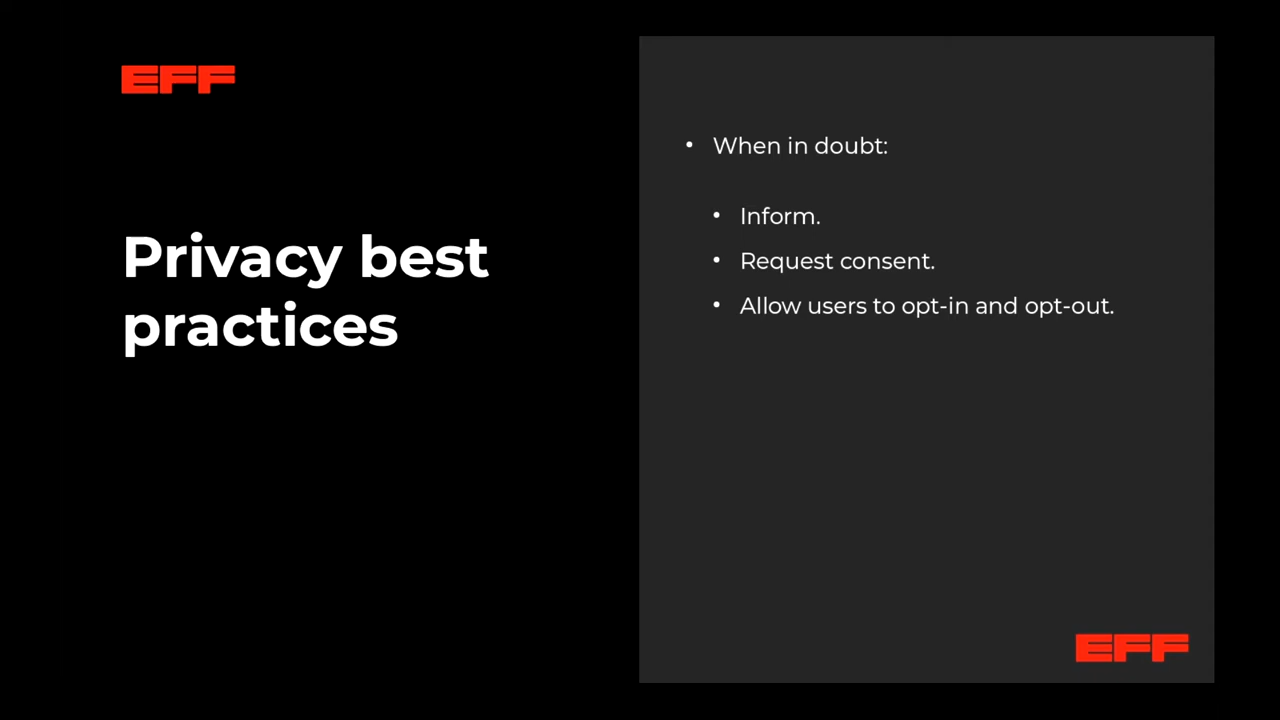 EFF
Privacy best
practices
• When in doubt:
• Inform.
• Request consent.
• Allow users to opt-in and opt-out.
EFF